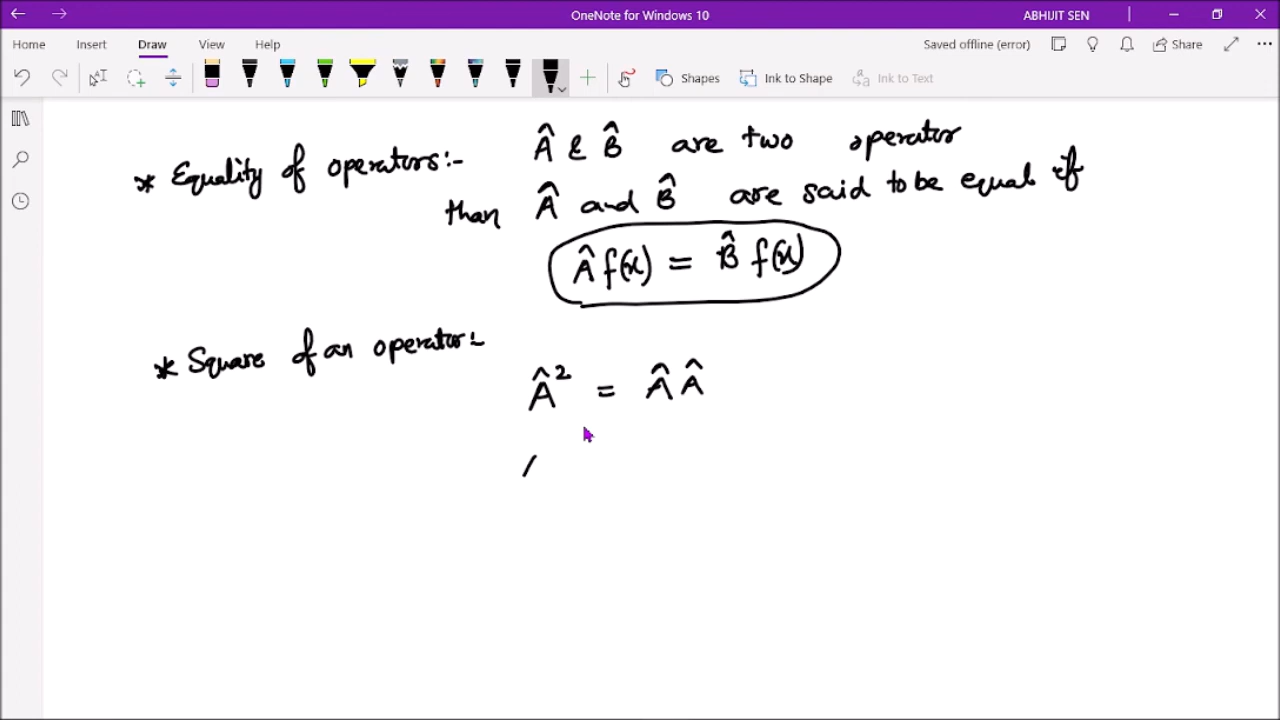 OneNote for Windows 10
ABHIJIT SEN
Home Insert Draw View Help
Saved offline (error)
Share
Shapes
Ink to Shape
Ink to Text
* Equality of operators:- Â & B̂ are two operator
than Â and B̂ are said to be equal if
Â f(x) = B̂ f(x)
* Square of an operator:-
Â² = Â Â